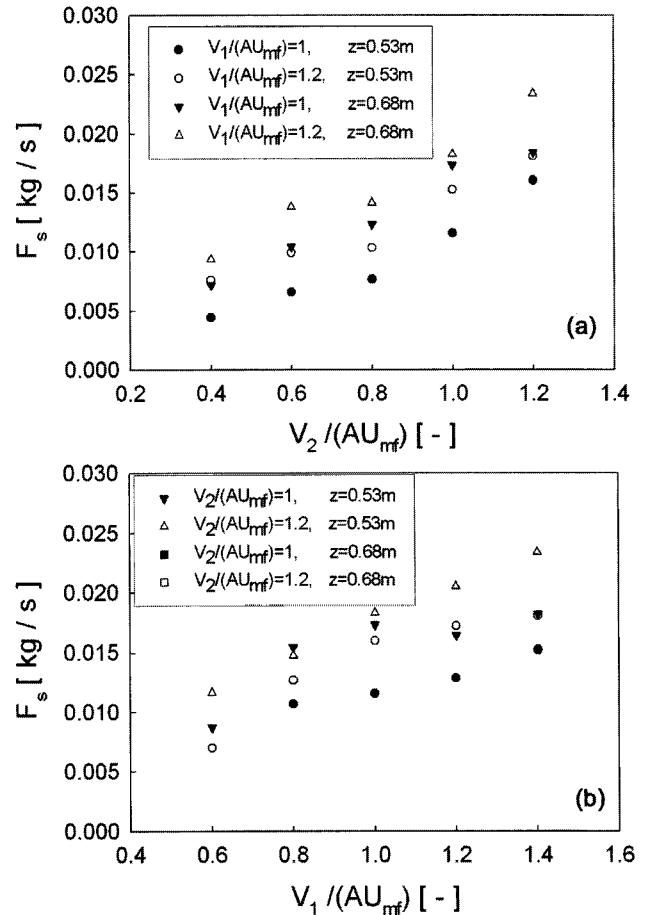 0.030
0.025
0.020
0.015
0.010
0.005
0.000
F_s [ kg / s ]
V_1/(AU_mf)=1, z=0.53m
V_1/(AU_mf)=1.2, z=0.53m
V_1/(AU_mf)=1, z=0.68m
V_1/(AU_mf)=1.2, z=0.68m
(a)
0.2 0.4 0.6 0.8 1.0 1.2 1.4
V_2 /(AU_mf) [ - ]
0.030
0.025
0.020
0.015
0.010
0.005
0.000
F_s [ kg / s ]
V_2/(AU_mf)=1, z=0.53m
V_2/(AU_mf)=1.2, z=0.53m
V_2/(AU_mf)=1, z=0.68m
V_2/(AU_mf)=1.2, z=0.68m
(b)
0.4 0.6 0.8 1.0 1.2 1.4 1.6
V_1 /(AU_mf) [ - ]